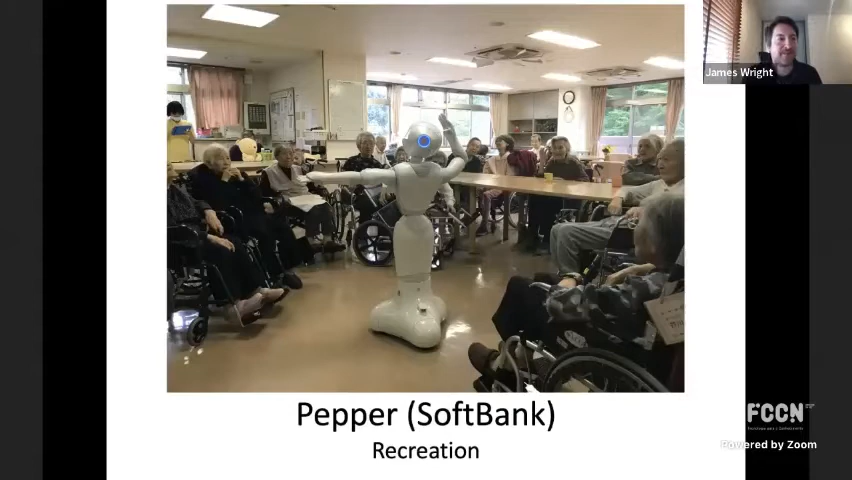 James Wright
Pepper (SoftBank)
Recreation
FCCN
Powered by Zoom